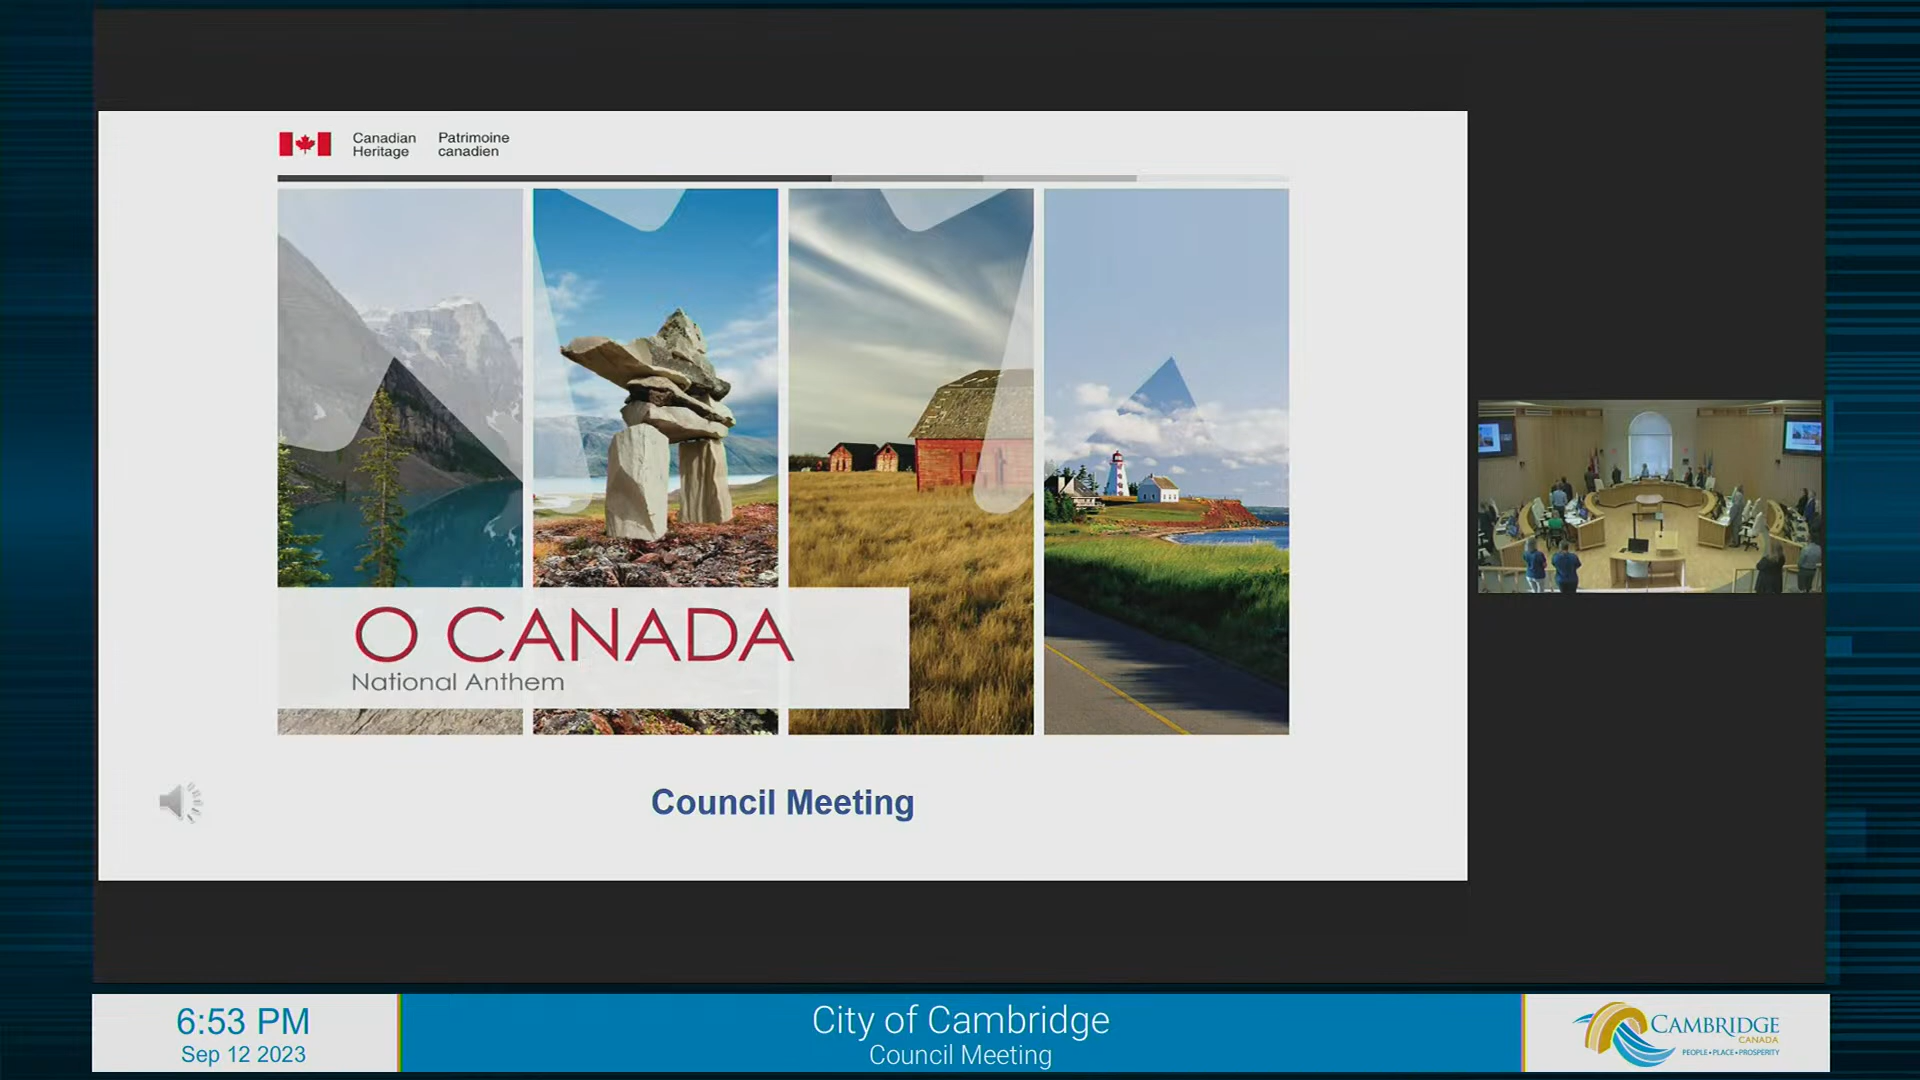 Canadian Heritage
Patrimoine canadien
O CANADA
National Anthem
Council Meeting
6:53 PM
Sep 12 2023
City of Cambridge
Council Meeting
CAMBRIDGE
CANADA
PEOPLE•PLACE•PROSPERITY